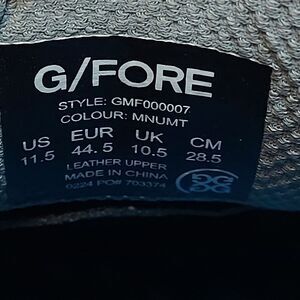 G/FORE
STYLE: GMF000007
COLOUR: MNUMT
US EUR UK CM
11.5 44.5 10.5 28.5
LEATHER UPPER
MADE IN CHINA
0224 PO# 703374